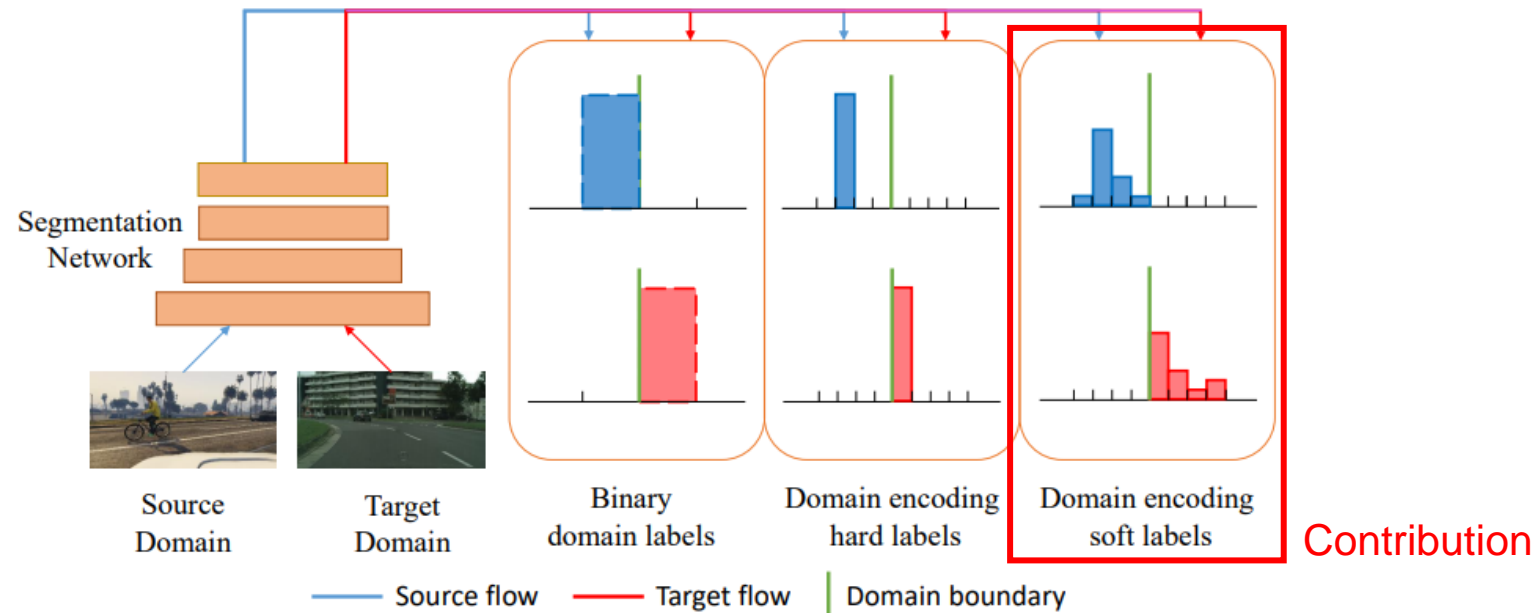 Segmentation
Network
Source
Domain
Target
Domain
Binary
domain labels
Domain encoding
hard labels
Domain encoding
soft labels
Contribution
Source flow
Target flow
Domain boundary